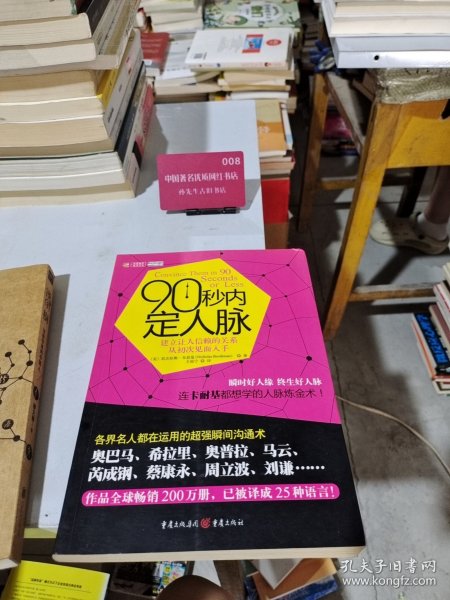 008
中国著名优质网红书店
孙先生古旧书店
Convince Them in 90
Seconds
or Less
90秒内
定人脉
建立让人信赖的关系
从初次见面入手
瞬时好人缘 终生好人脉
连卡耐基都想学的人脉炼金术！
各界名人都在运用的超强瞬间沟通术
奥巴马、希拉里、奥普拉、马云、
芮成钢、蔡康永、周立波、刘谦……
作品全球畅销200万册，已被译成25种语言！
重庆出版集团 重庆出版社
孔夫子旧书网
www.kongfz.com